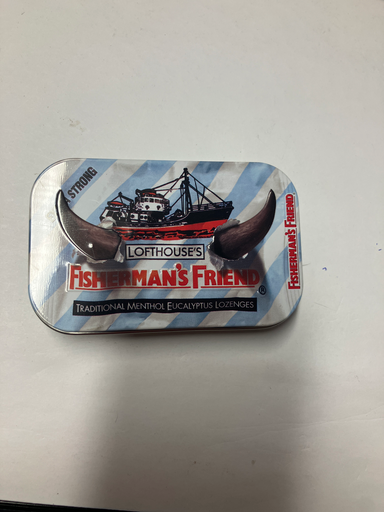 STRONG
LOFTHOUSE'S
FISHERMAN'S FRIEND®
TRADITIONAL MENTHOL EUCALYPTUS LOZENGES
FISHERMAN'S FRIEND